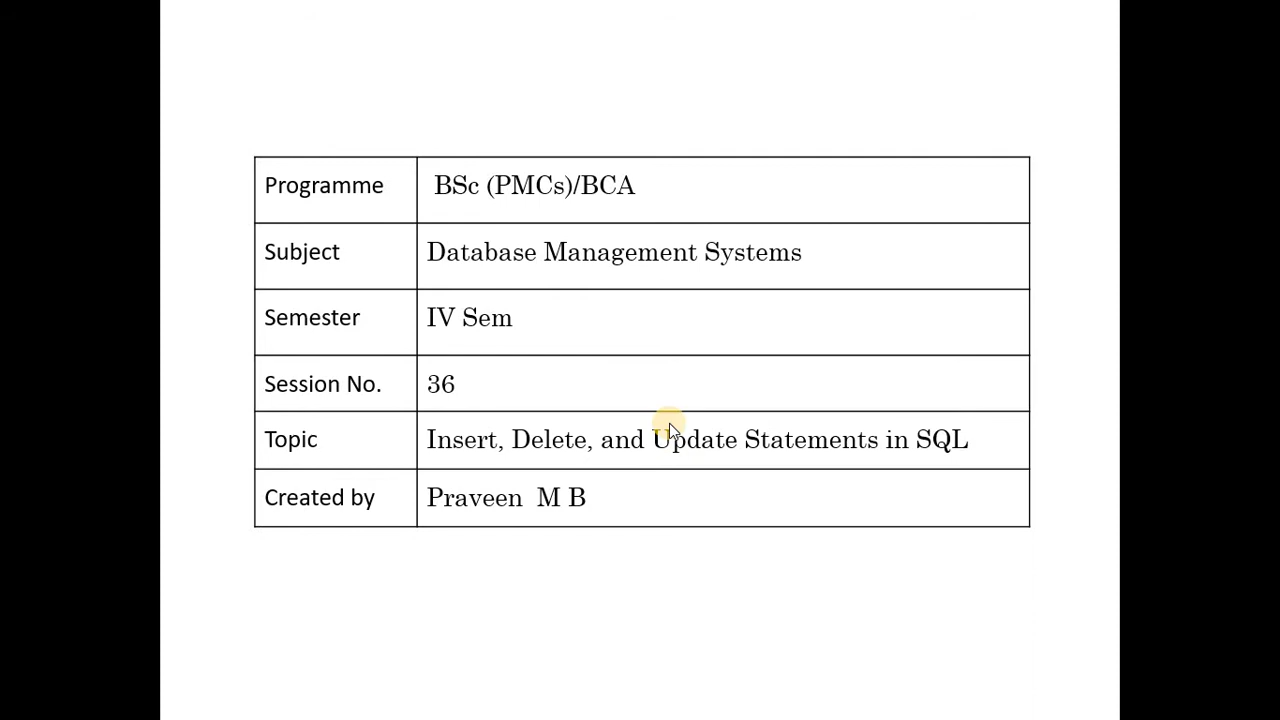 Programme BSc (PMCs)/BCA
Subject Database Management Systems
Semester IV Sem
Session No. 36
Topic Insert, Delete, and Update Statements in SQL
Created by Praveen M B